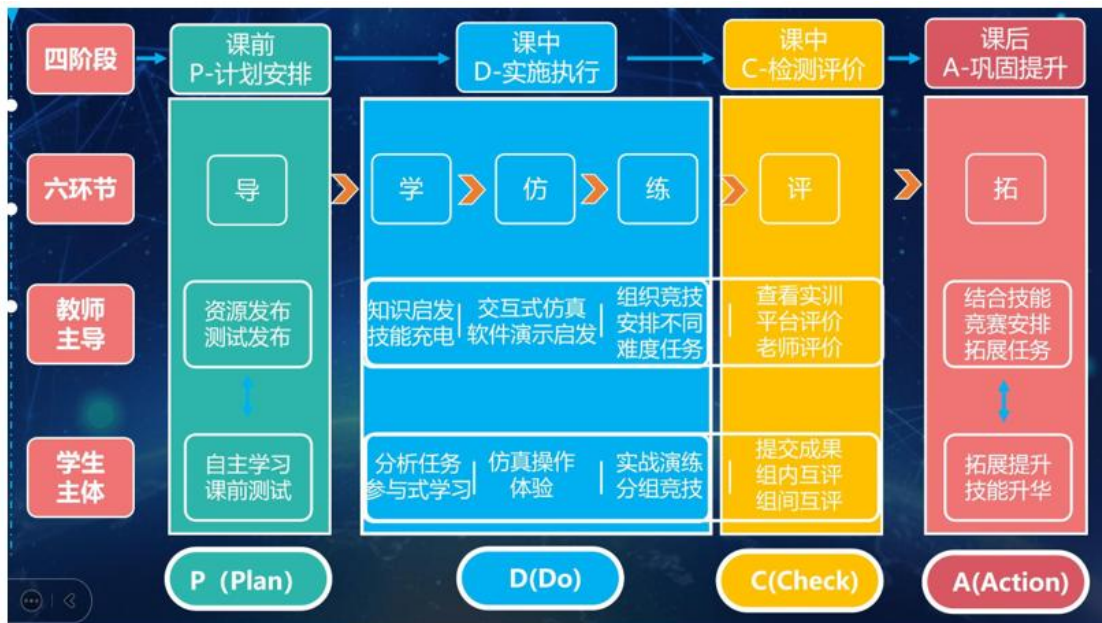 四阶段
课前
P-计划安排
课中
D-实施执行
课中
C-检测评价
课后
A-巩固提升
六环节
导
学
仿
练
评
拓
教师
主导
资源发布
测试发布
知识启发
技能充电
交互式仿真
软件演示启发
组织竞技
安排不同
难度任务
查看实训
平台评价
老师评价
结合技能
竞赛安排
拓展任务
学生
主体
自主学习
课前测试
分析任务
参与式学习
仿真操作
体验
实战演练
分组竞技
提交成果
组内互评
组间互评
拓展提升
技能升华
P（Plan)
D(Do)
C(Check)
A(Action)